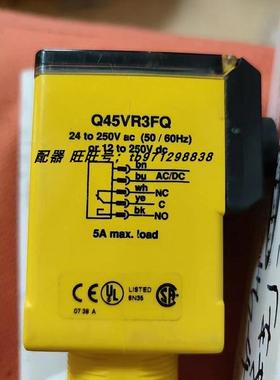 Q45VR3FQ
24 to 250V ac (50 / 60Hz)
or 12 to 250V dc
配器 旺旺号: tb971298838
bn
bu AC/DC
wh NC
ye C
bk NO
5A max. load
CE UL LISTED
6N36
0738 A